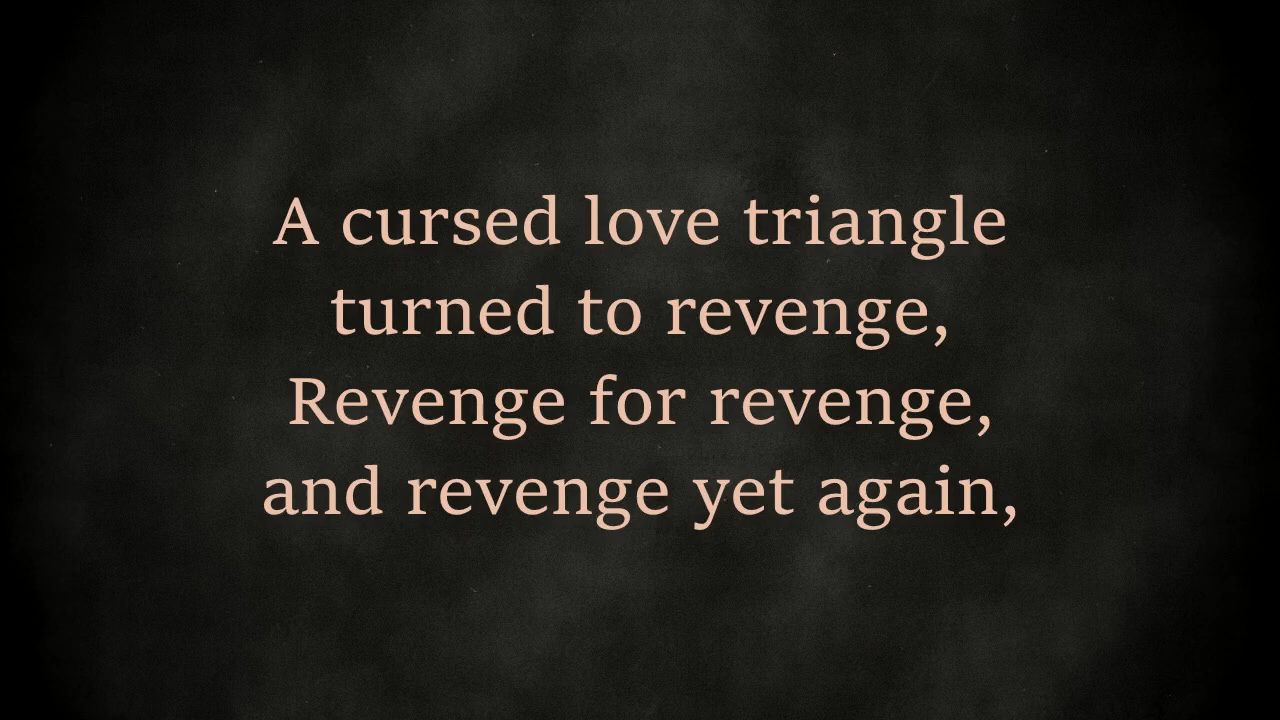 A cursed love triangle
turned to revenge,
Revenge for revenge,
and revenge yet again,